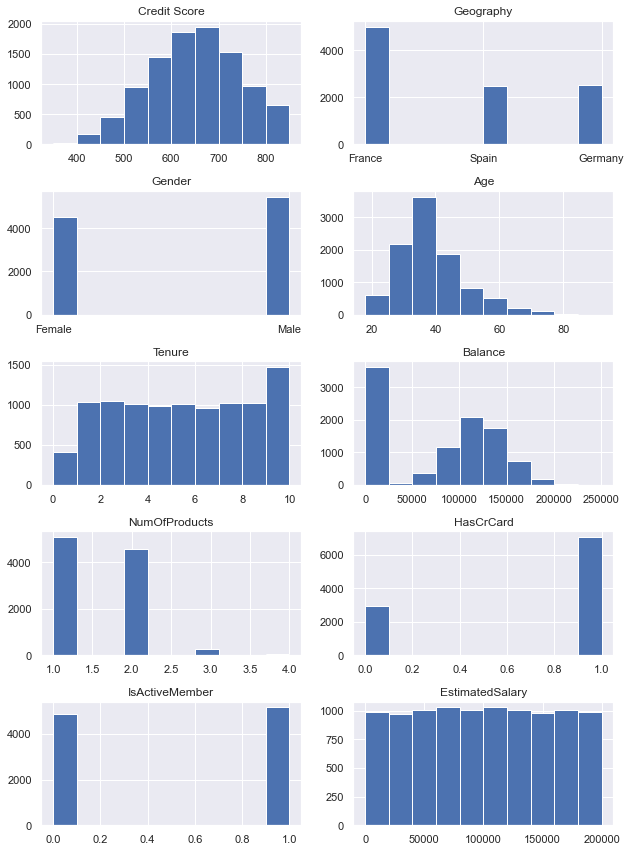 Credit Score
2000
1500
1000
500
0
400 500 600 700 800
Geography
4000
2000
0
France Spain Germany
Gender
4000
2000
0
Female Male
Age
3000
2000
1000
0
20 40 60 80
Tenure
1500
1000
500
0
0 2 4 6 8 10
Balance
3000
2000
1000
0
0 50000 100000 150000 200000 250000
NumOfProducts
4000
2000
0
1.0 1.5 2.0 2.5 3.0 3.5 4.0
HasCrCard
6000
4000
2000
0
0.0 0.2 0.4 0.6 0.8 1.0
IsActiveMember
4000
2000
0
0.0 0.2 0.4 0.6 0.8 1.0
EstimatedSalary
1000
750
500
250
0
0 50000 100000 150000 200000